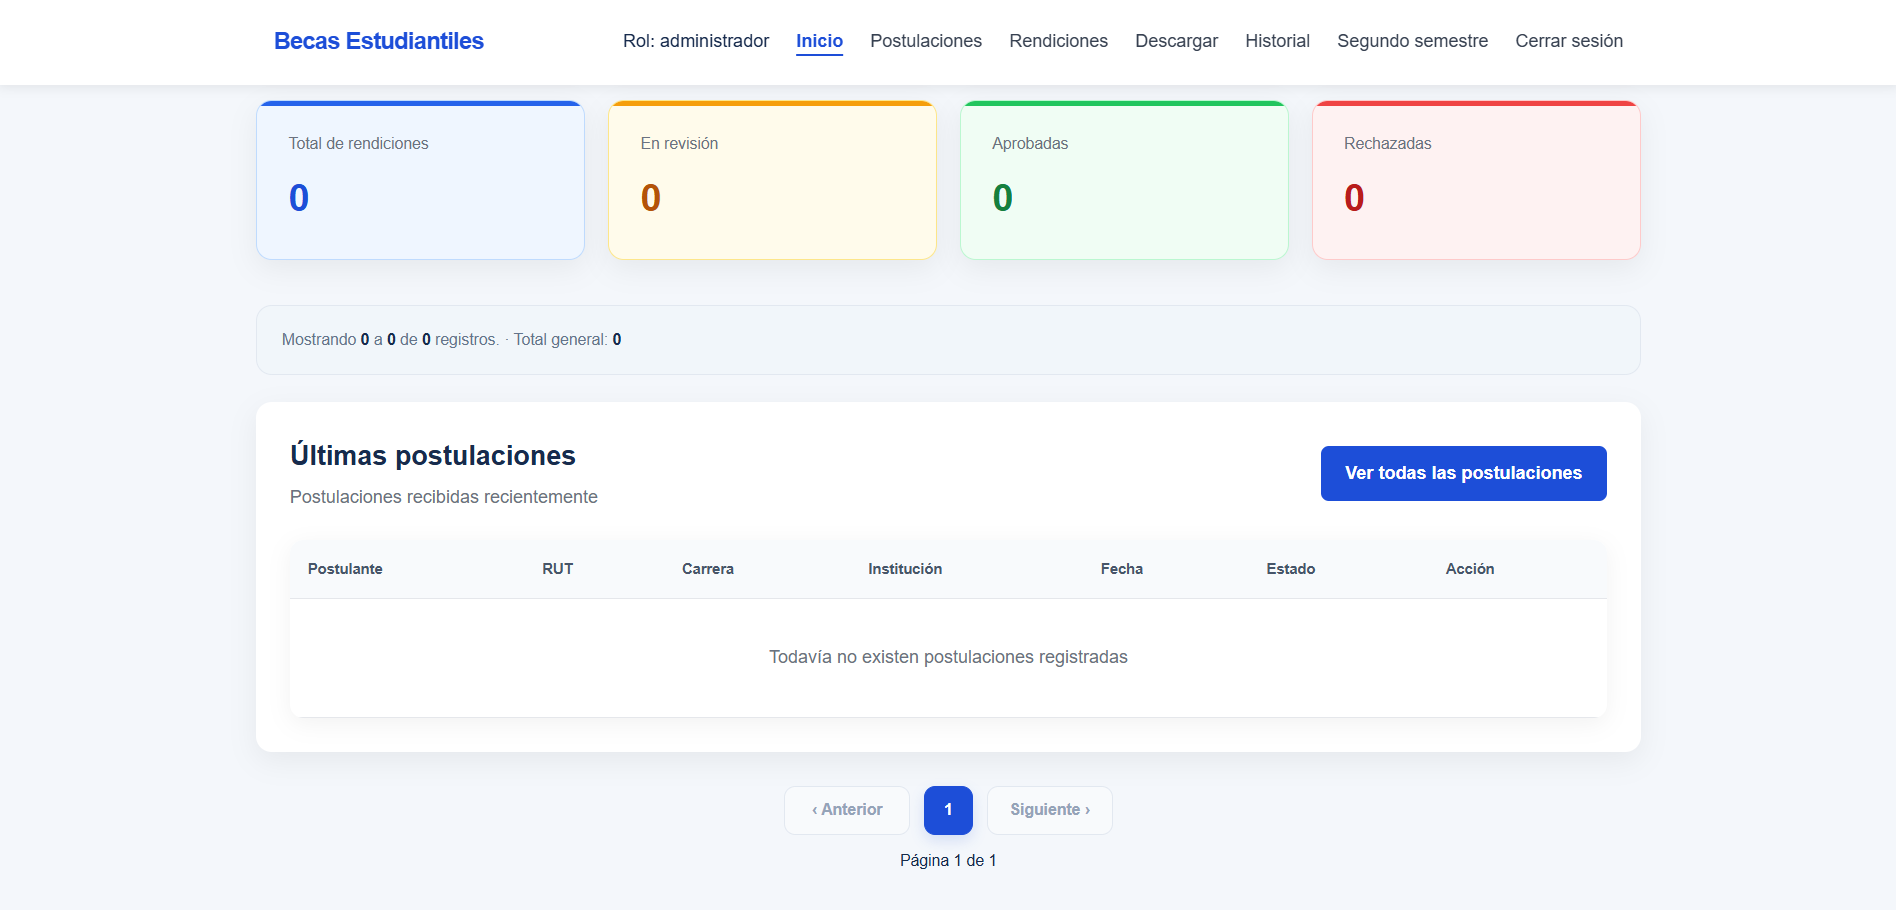 Becas Estudiantiles
Rol: administrador Inicio Postulaciones Rendiciones Descargar Historial Segundo semestre Cerrar sesión
Total de rendiciones
0
En revisión
0
Aprobadas
0
Rechazadas
0
Mostrando 0 a 0 de 0 registros. · Total general: 0
Últimas postulaciones
Postulaciones recibidas recientemente
Ver todas las postulaciones
Postulante RUT Carrera Institución Fecha Estado Acción
Todavía no existen postulaciones registradas
‹ Anterior 1 Siguiente ›
Página 1 de 1